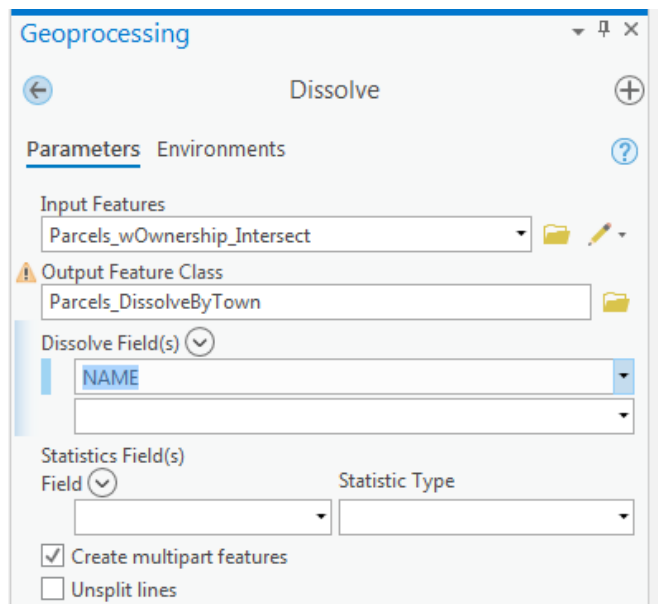 Geoprocessing
Dissolve
Parameters Environments
Input Features
Parcels_wOwnership_Intersect
Output Feature Class
Parcels_DissolveByTown
Dissolve Field(s)
NAME
Statistics Field(s)
Field Statistic Type
Create multipart features
Unsplit lines